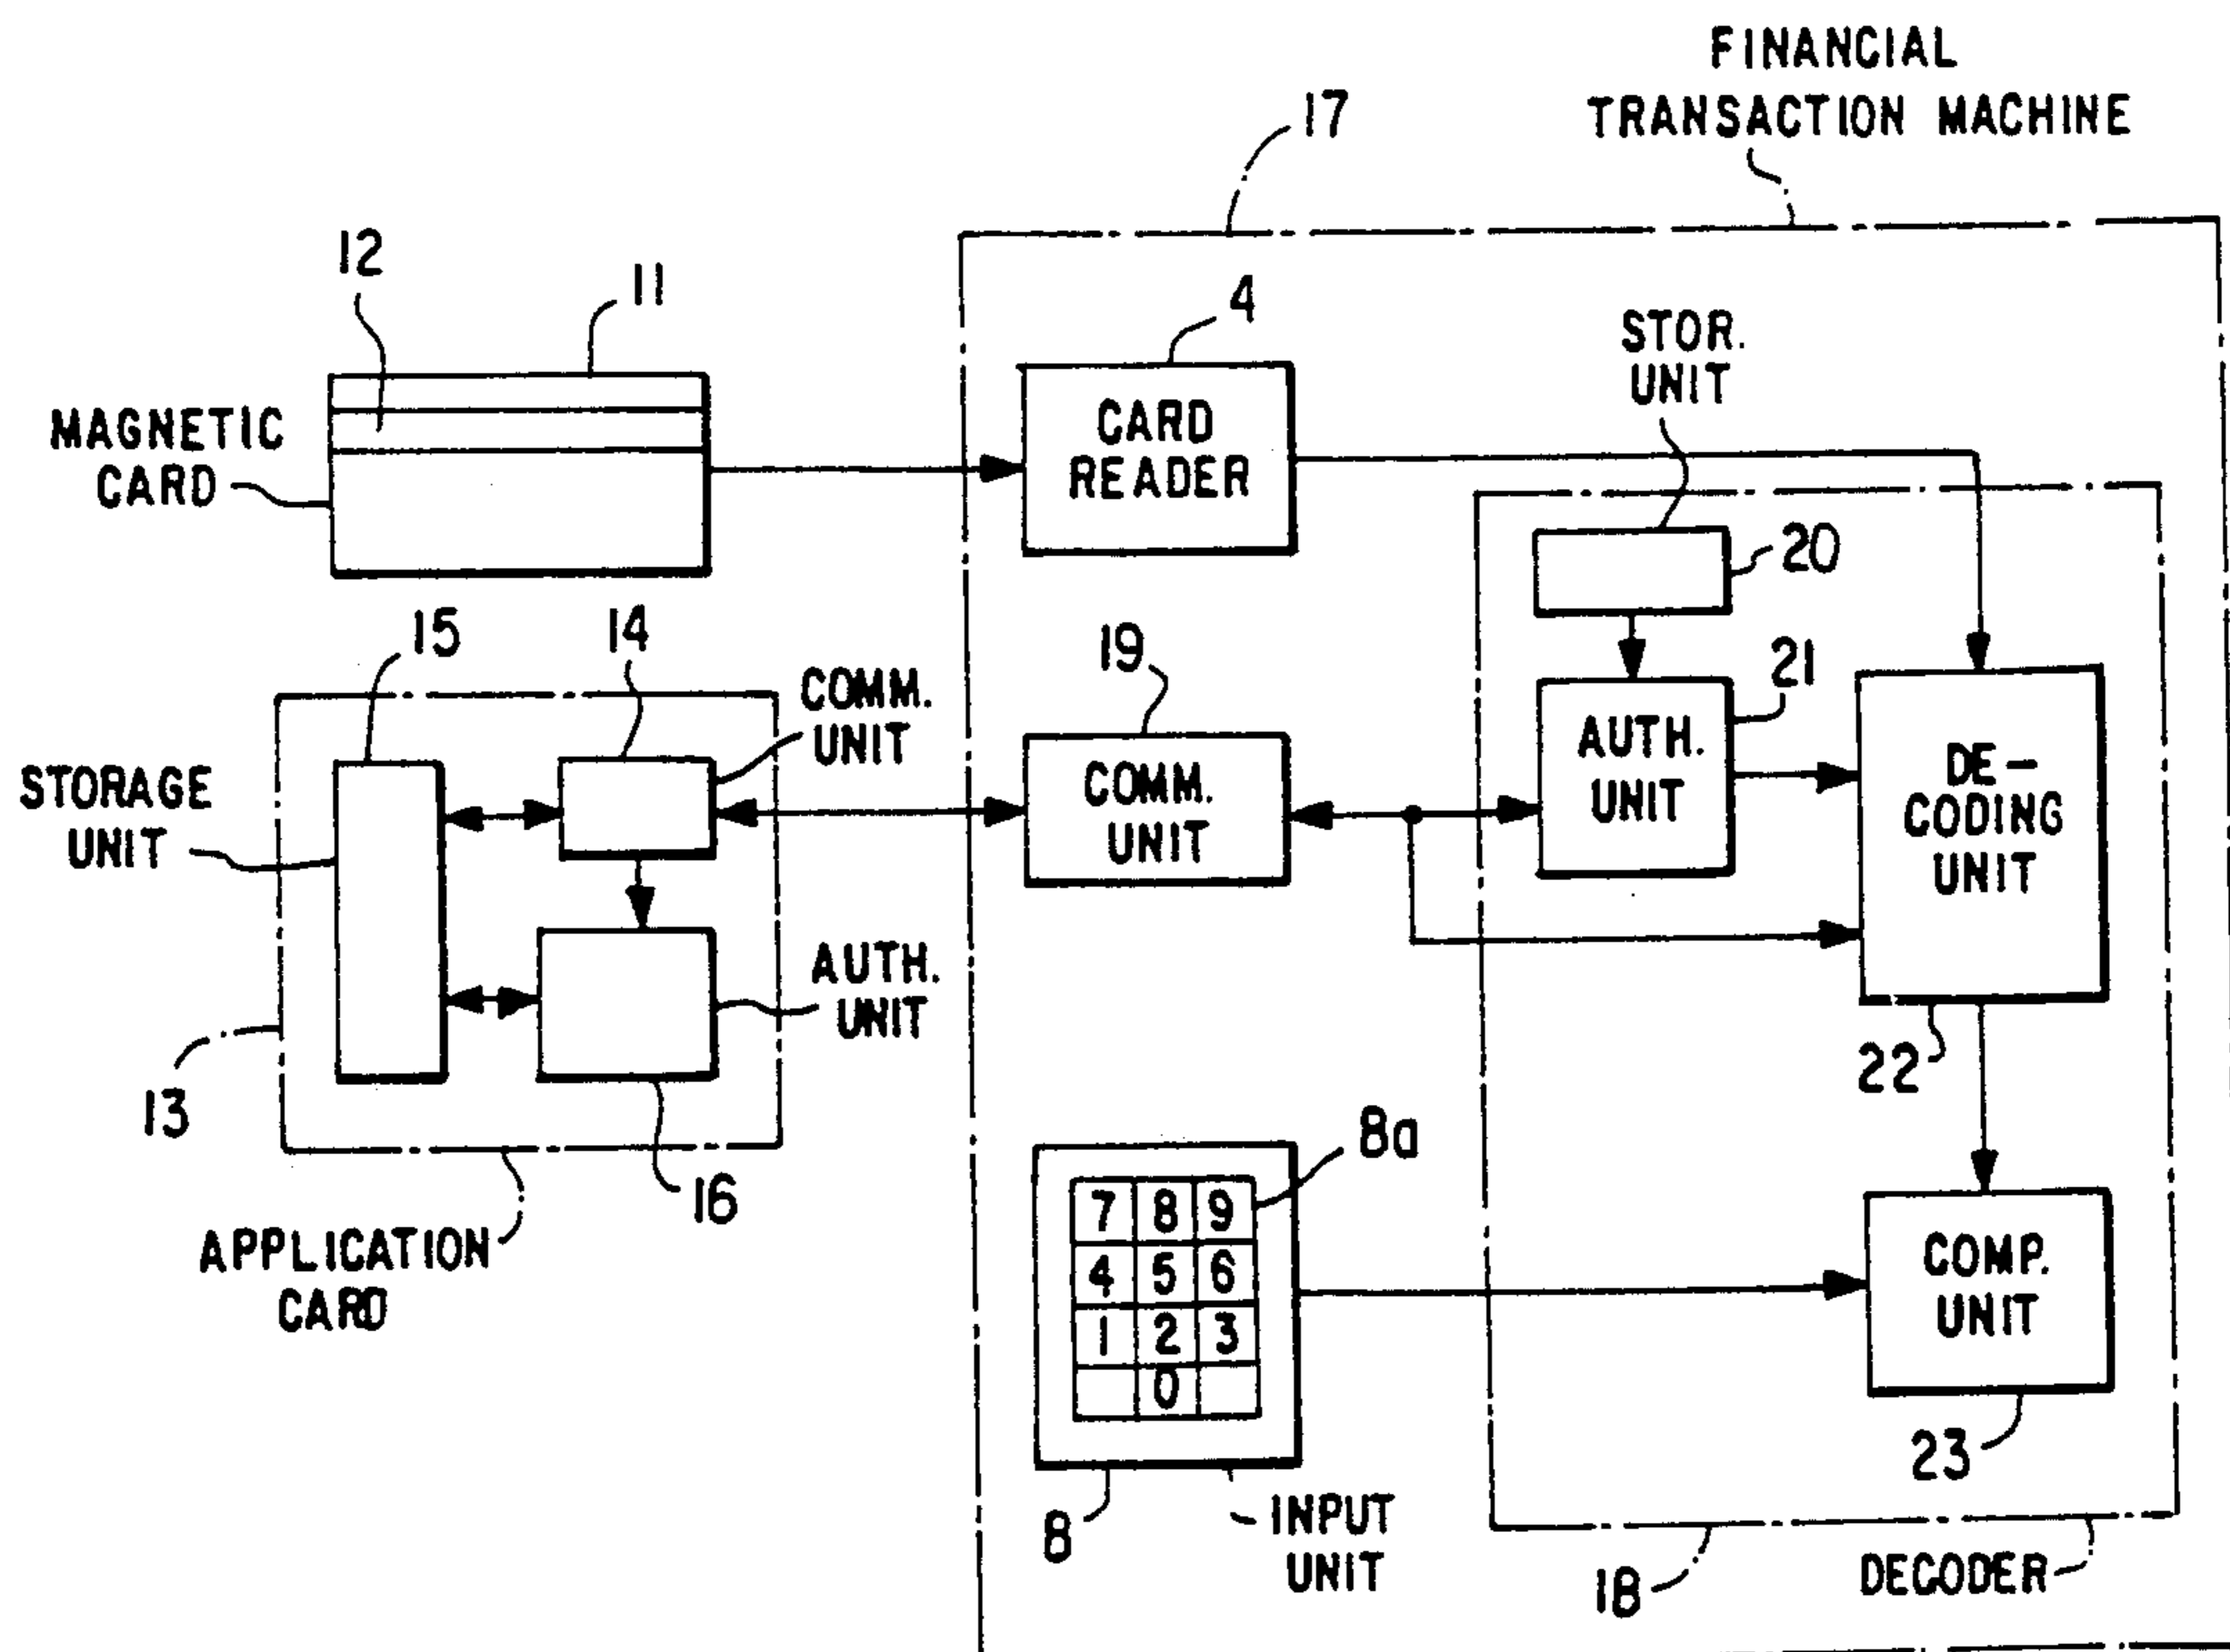 FINANCIAL
TRANSACTION MACHINE
17
12
11
4
STOR.
UNIT
MAGNETIC
CARD
CARD
READER
20
15
14
19
21
COMM.
UNIT
STORAGE
UNIT
COMM.
UNIT
AUTH.
UNIT
DE-
CODING
UNIT
AUTH.
UNIT
13
22
16
8a
7 8 9
4 5 6
1 2 3
0
APPLICATION
CARD
COMP.
UNIT
23
8
INPUT
UNIT
18
DECODER